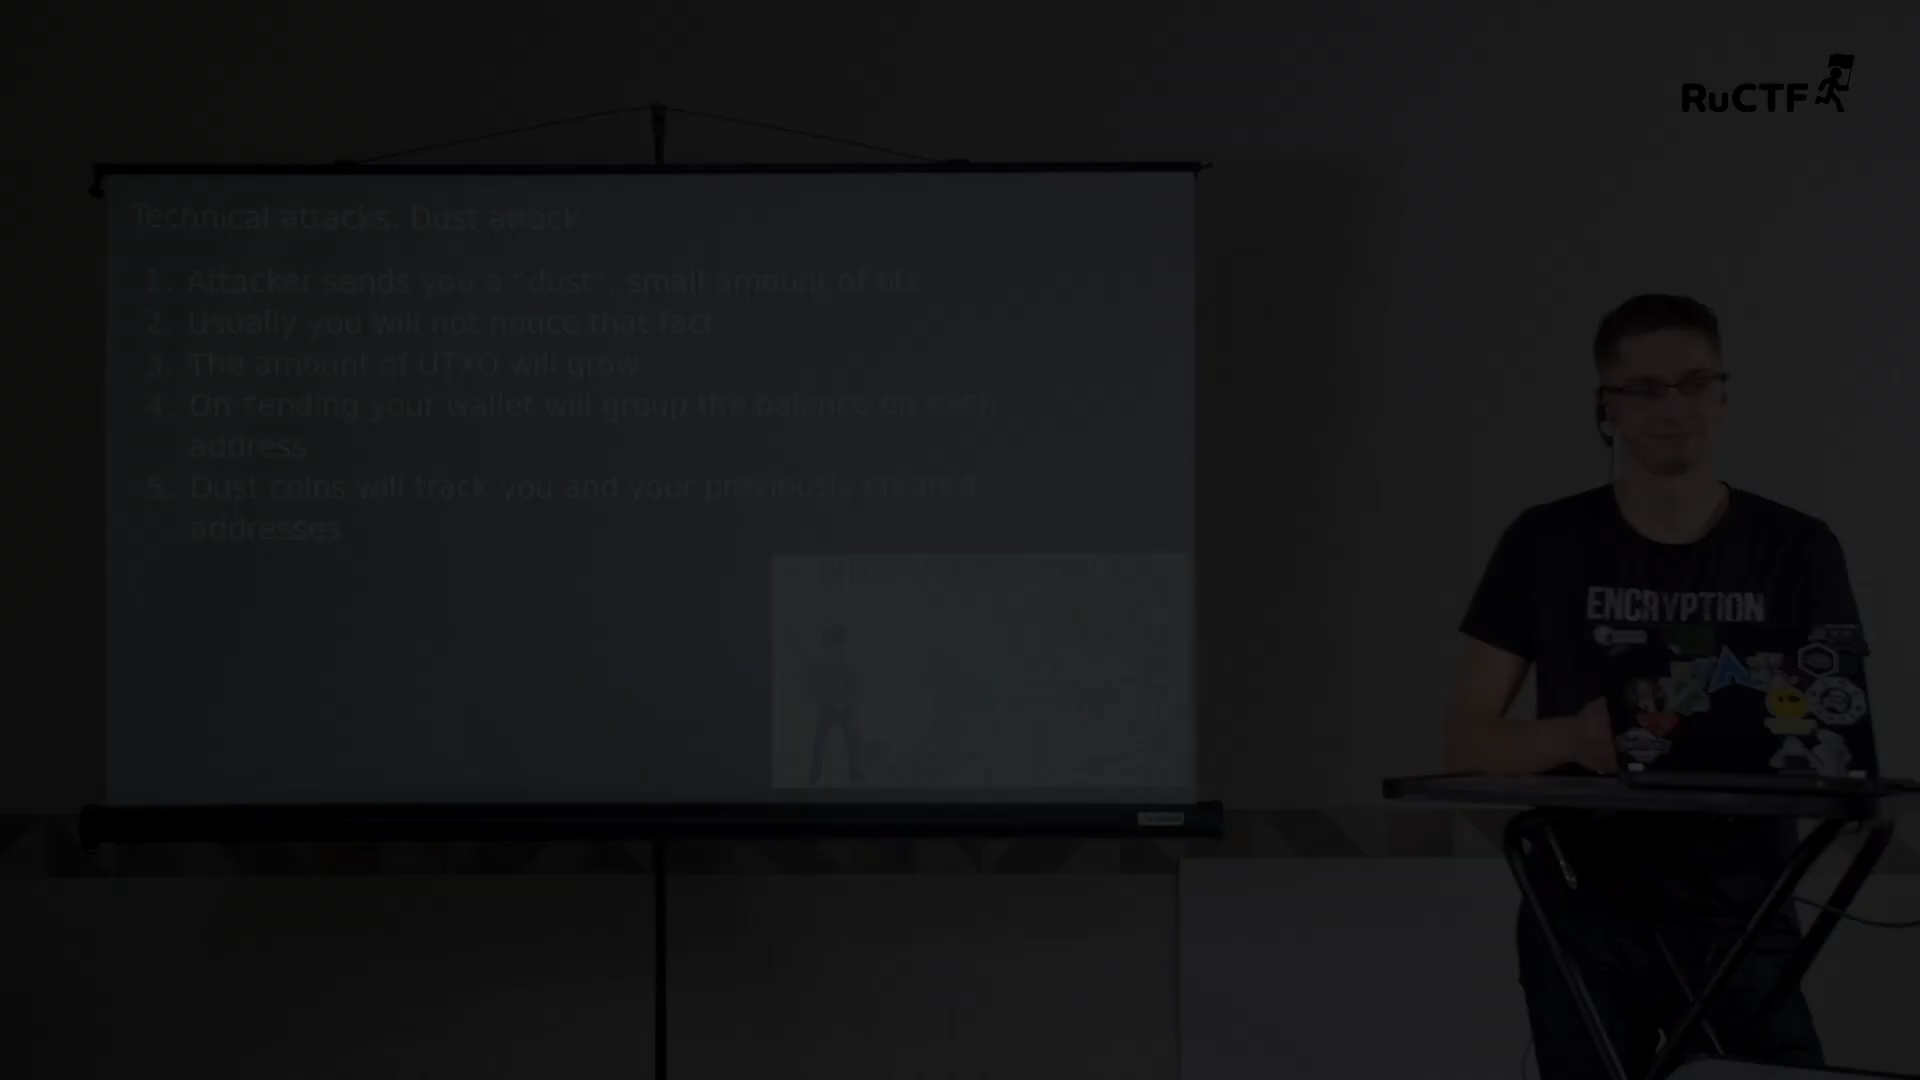 RuCTF
Technical attacks. Dust attack
1. Attacker sends you a "dust", small amount of btc
2. Usually you will not notice that fact
3. The amount of UTXO will grow
4. On sending your wallet will group the balance on each
address
5. Dust coins will track you and your previously created
addresses
ENCRYPTION